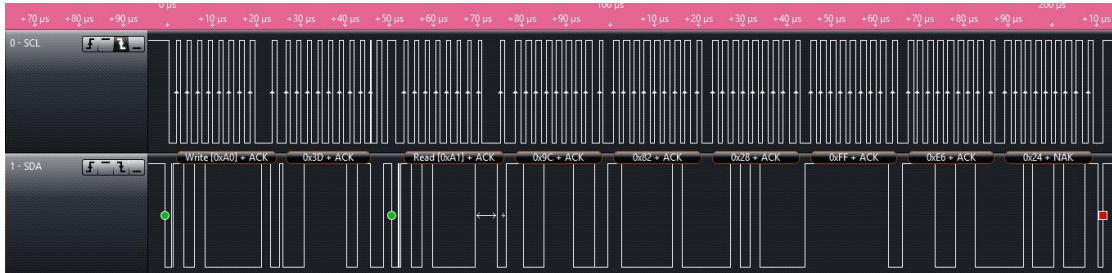 0 µs 100 µs 200 µs
+70 µs +80 µs +90 µs +10 µs +20 µs +30 µs +40 µs +50 µs +60 µs +70 µs +80 µs +90 µs +10 µs +20 µs +30 µs +40 µs +50 µs +60 µs +70 µs +80 µs +90 µs +10 µs
0 - SCL
Write [0xA0] + ACK 0x3D + ACK Read [0xA1] + ACK 0x9C + ACK 0x82 + ACK 0x28 + ACK 0xFF + ACK 0xE6 + ACK 0x24 + NAK
1 - SDA